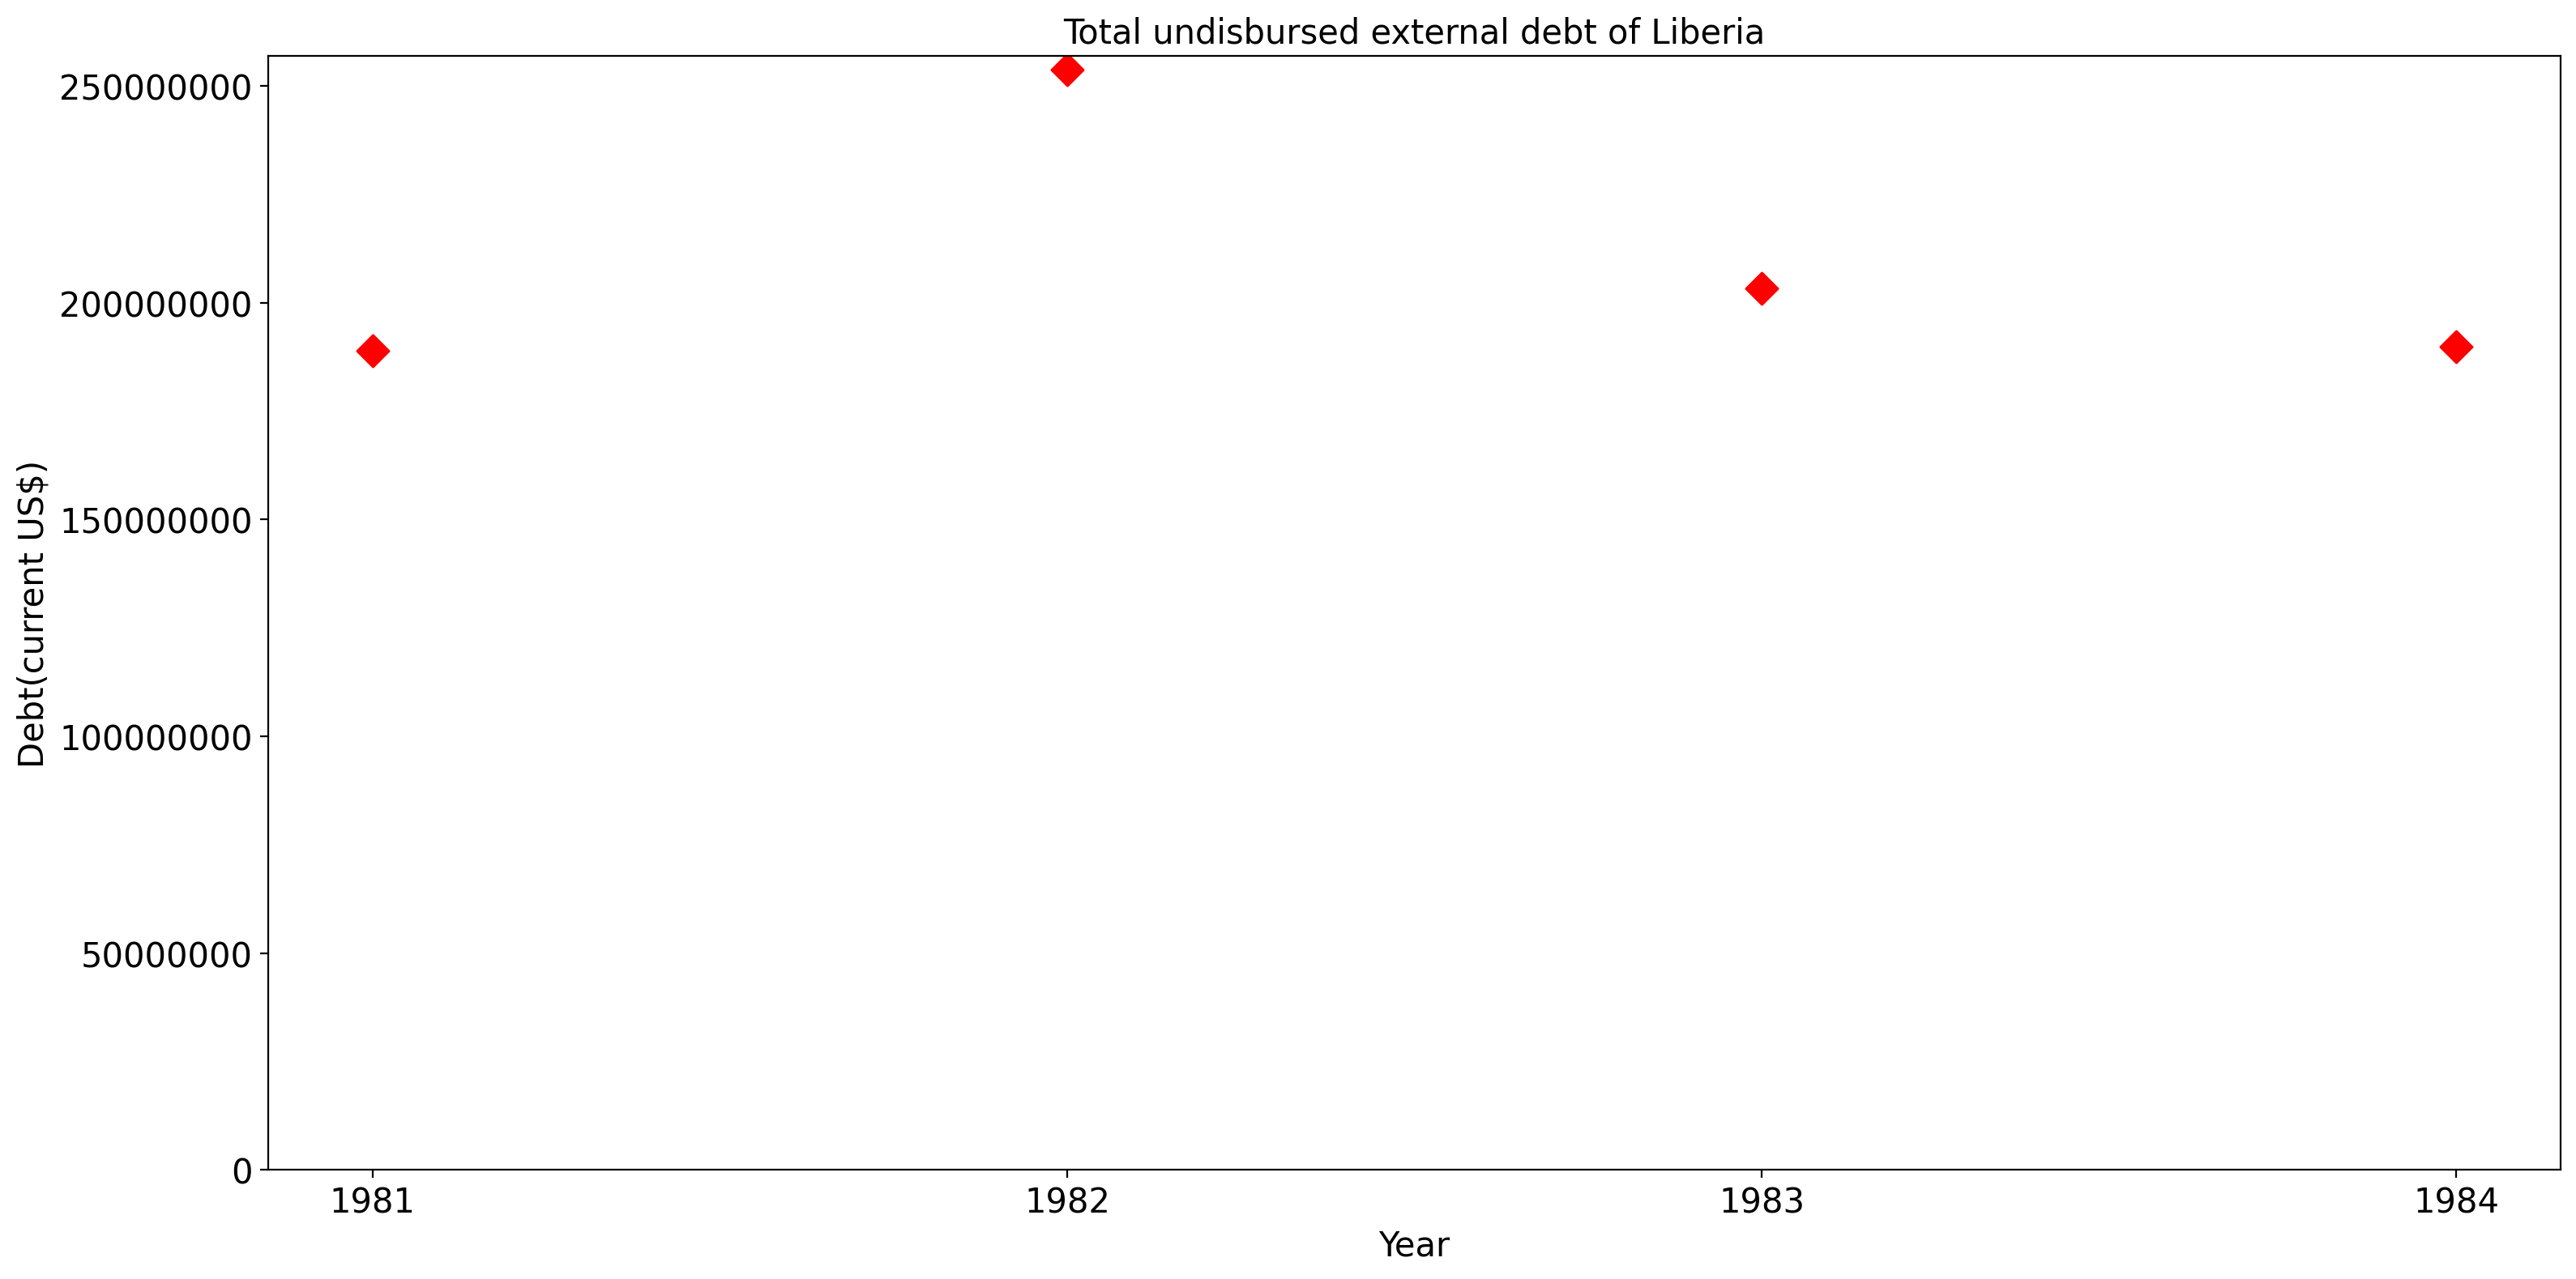 Total undisbursed external debt of Liberia
Debt(current US$)
250000000
200000000
150000000
100000000
50000000
0
1981 1982 1983 1984
Year